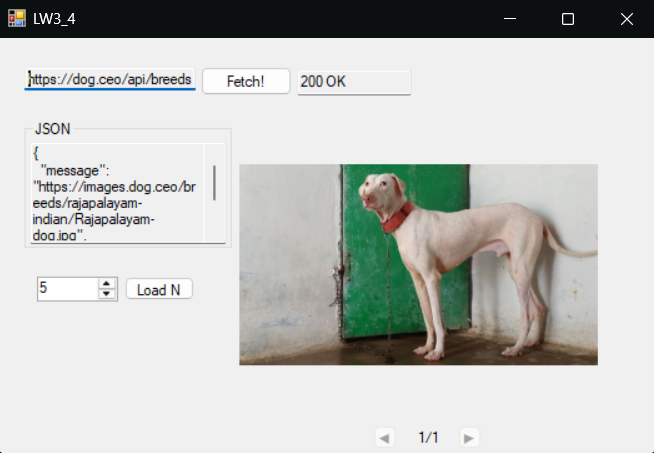 LW3_4
https://dog.ceo/api/breeds
Fetch!
200 OK
JSON
{
"message":
"https://images.dog.ceo/br
eeds/rajapalayam-
indian/Rajapalayam-
dog.jpg",
5
Load N
1/1